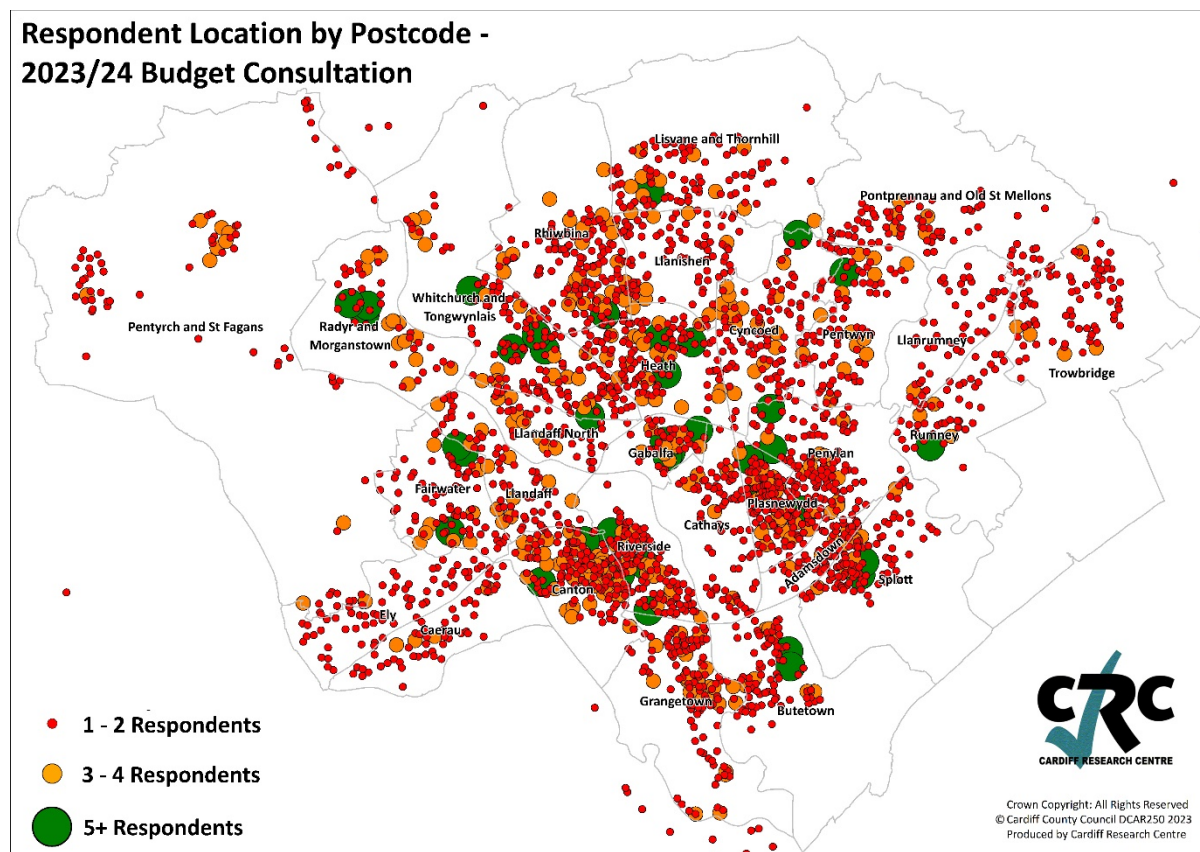 Respondent Location by Postcode -
2023/24 Budget Consultation
Lisvane and Thornhill
Pontprennau and Old St Mellons
Rhiwbina
Llanishen
Whitchurch and
Tongwynlais
Pentyrch and St Fagans
Radyr and
Morganstown
Cyncoed
Pentwyn
Llanrumney
Heath
Trowbridge
Llandaff North
Rumney
Gabalfa
Penylan
Fairwater
Llandaff
Plasnewydd
Cathays
Riverside
Adamsdown
Splott
Canton
Ely
Caerau
Grangetown
Butetown
1 - 2 Respondents
3 - 4 Respondents
5+ Respondents
CRC
CARDIFF RESEARCH CENTRE
Crown Copyright: All Rights Reserved
© Cardiff County Council DCAR250 2023
Produced by Cardiff Research Centre